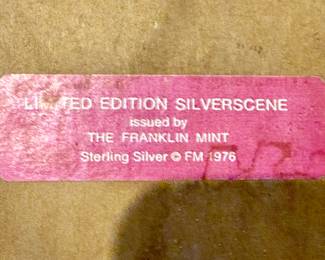 LIMITED EDITION SILVERSCENE
issued by
THE FRANKLIN MINT
Sterling Silver © FM 1976